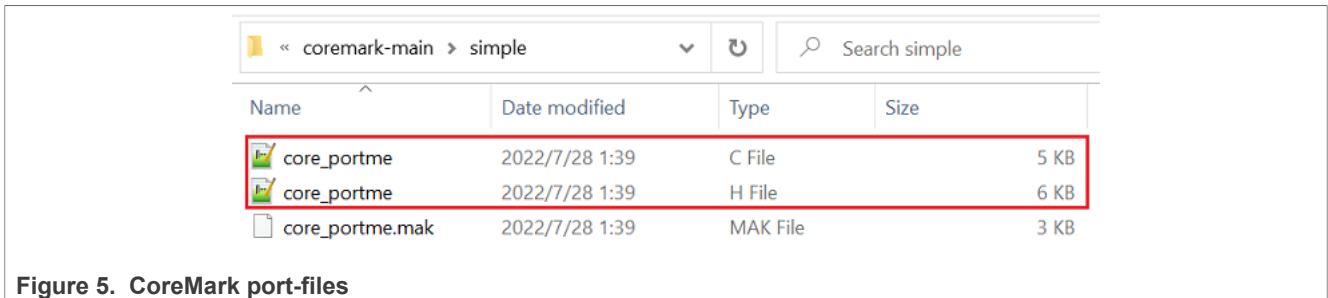 « coremark-main > simple Search simple
Name Date modified Type Size
core_portme 2022/7/28 1:39 C File 5 KB
core_portme 2022/7/28 1:39 H File 6 KB
core_portme.mak 2022/7/28 1:39 MAK File 3 KB
Figure 5. CoreMark port-files